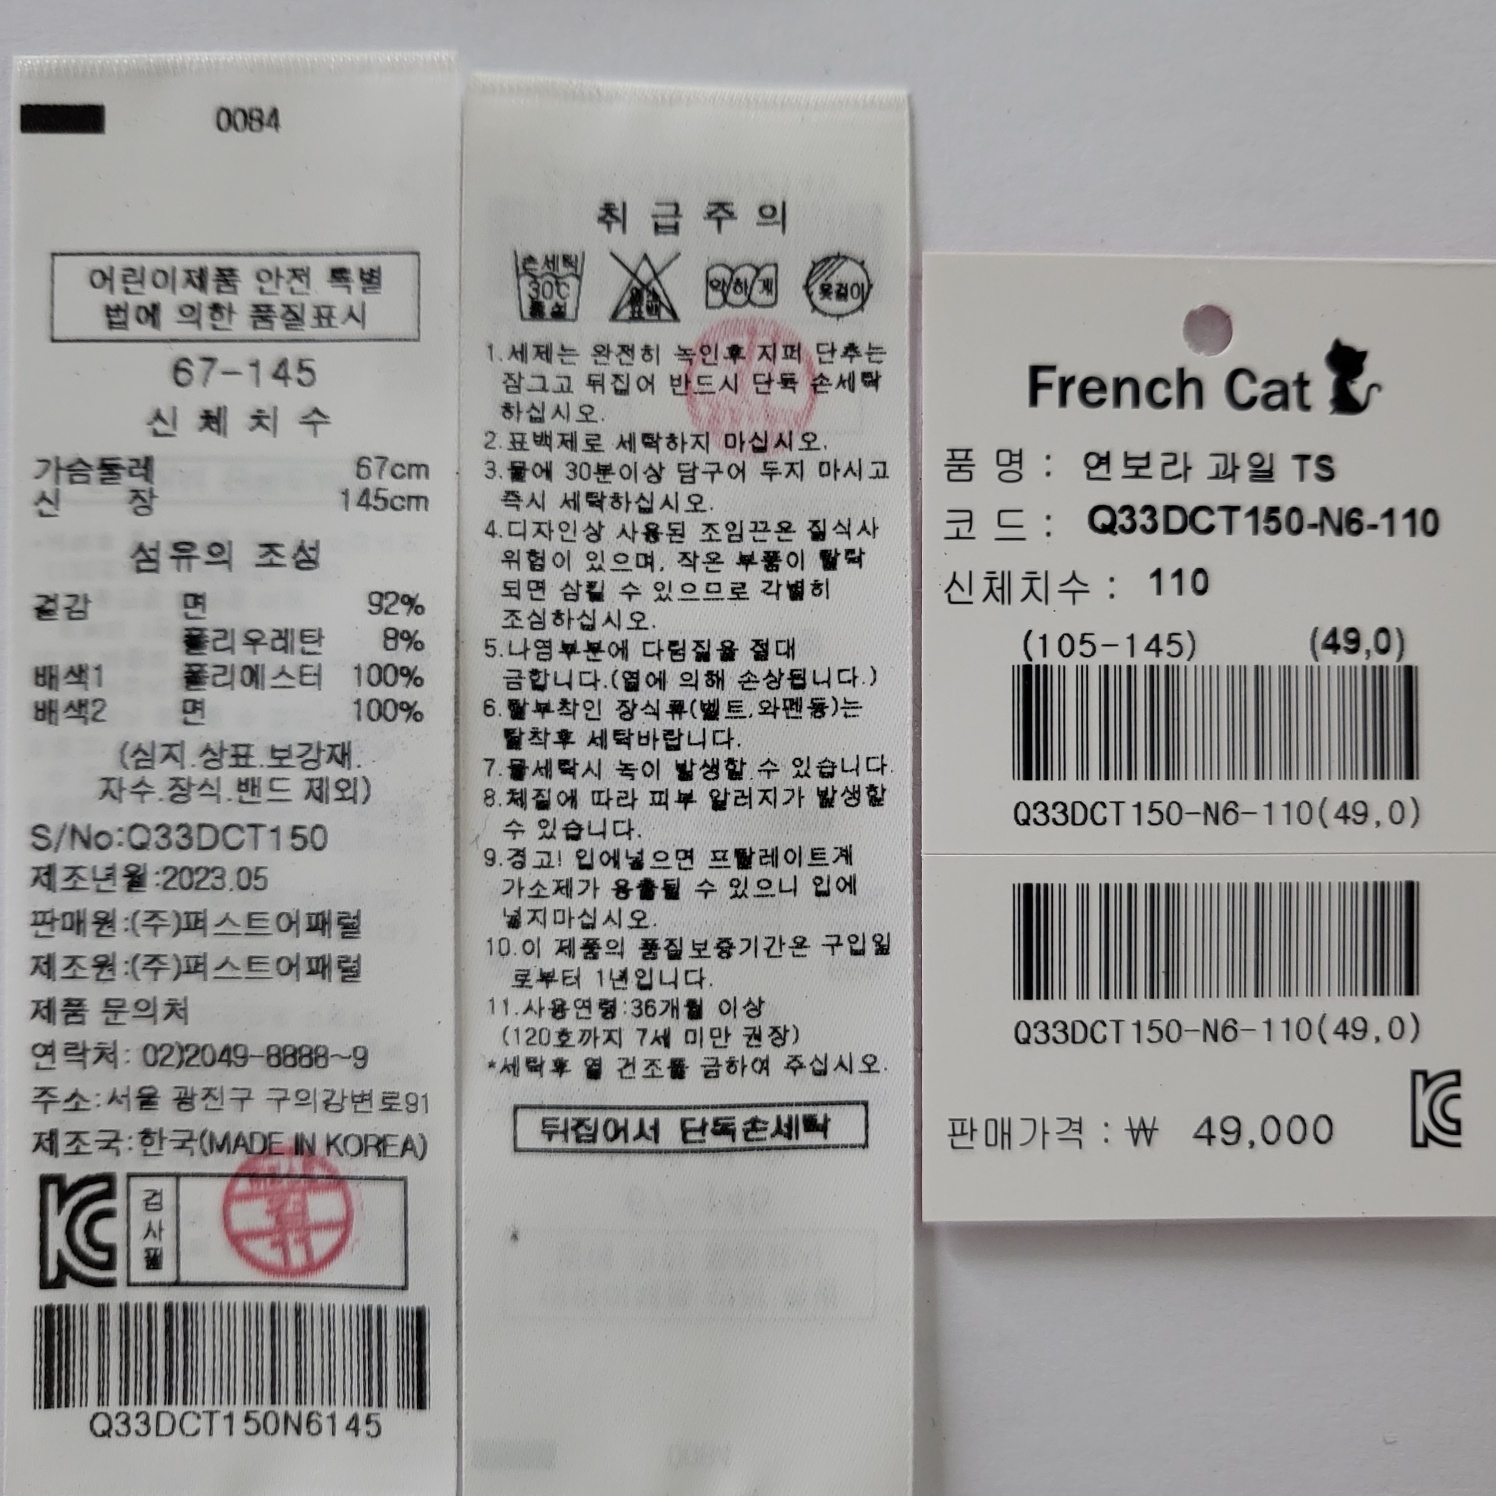 0084
어린이제품 안전 특별
법에 의한 품질표시
67-145
신 체 치 수
가슴둘레 67cm
신 장 145cm
섬유의 조성
겉감 면 92%
폴리우레탄 8%
배색1 폴리에스터 100%
배색2 면 100%
(심지.상표.보강재.
자수.장식.밴드 제외)
S/No:Q33DCT150
제조년월:2023.05
판매원:(주)퍼스트어패럴
제조원:(주)퍼스트어패럴
제품 문의처
연락처: 02)2049-8888~9
주소:서울 광진구 구의강변로91
제조국:한국(MADE IN KOREA)
검사필
Q33DCT150N6145
취 급 주 의
손세탁
30℃
중성
염소
표백
약하게
옷걸이
1.세제는 완전히 녹인후 지퍼 단추는
잠그고 뒤집어 반드시 단독 손세탁
하십시오.
2.표백제로 세탁하지 마십시오.
3.물에 30분이상 담구어 두지 마시고
즉시 세탁하십시오.
4.디자인상 사용된 조임끈은 질식사
위험이 있으며, 작은 부품이 탈락
되면 삼킬 수 있으므로 각별히
조심하십시오.
5.나염부분에 다림질을 절대
금합니다.(열에 의해 손상됩니다.)
6.탈부착인 장식류(벨트,와펜등)는
탈착후 세탁바랍니다.
7.물세탁시 녹이 발생할 수 있습니다.
8.체질에 따라 피부 알러지가 발생할
수 있습니다.
9.경고! 입에넣으면 프탈레이트계
가소제가 용출될 수 있으니 입에
넣지마십시오.
10.이 제품의 품질보증기간은 구입일
로부터 1년입니다.
11.사용연령:36개월 이상
(120호까지 7세 미만 권장)
*세탁후 열 건조를 금하여 주십시오.
뒤집어서 단독손세탁
French Cat
품 명 : 연보라 과일 TS
코 드 : Q33DCT150-N6-110
신체치수 : 110
(105-145) (49,0)
Q33DCT150-N6-110(49,0)
Q33DCT150-N6-110(49,0)
판매가격 : ₩ 49,000